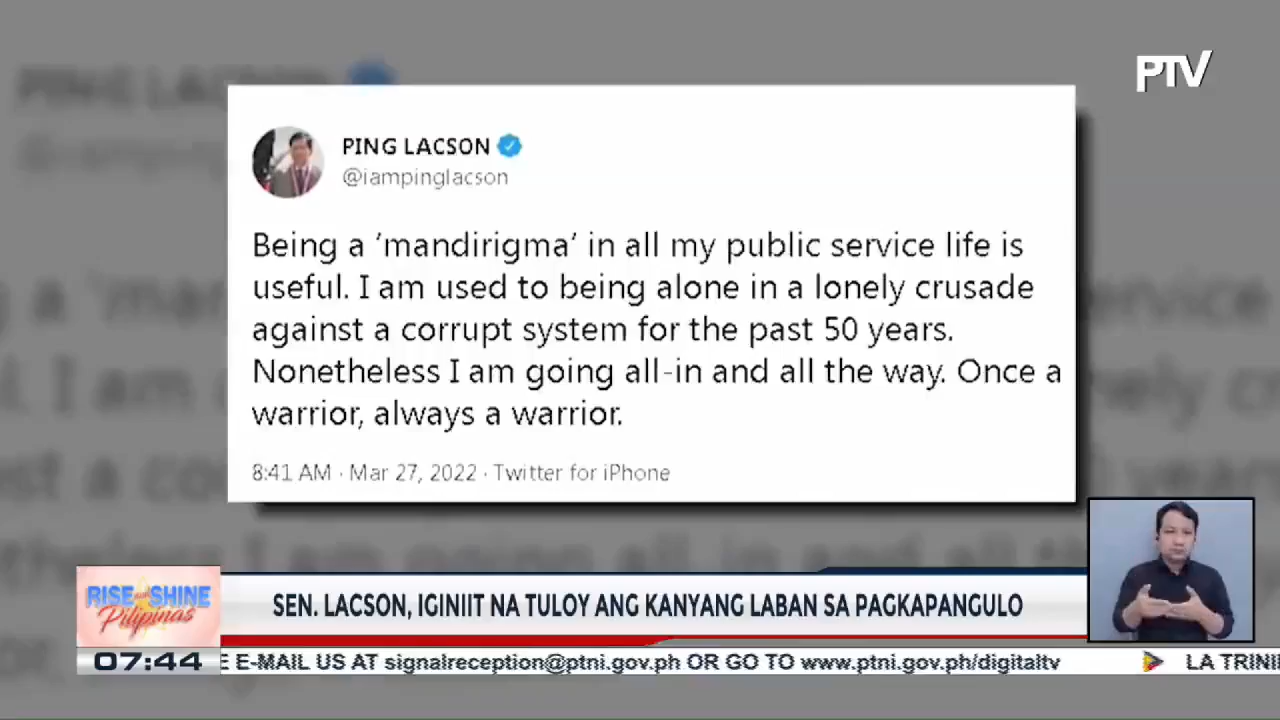 PTV
PING LACSON
@iampinglacson
Being a ‘mandirigma’ in all my public service life is
useful. I am used to being alone in a lonely crusade
against a corrupt system for the past 50 years.
Nonetheless I am going all-in and all the way. Once a
warrior, always a warrior.
8:41 AM · Mar 27, 2022 · Twitter for iPhone
RISE AND SHINE
Pilipinas
SEN. LACSON, IGINIIT NA TULOY ANG KANYANG LABAN SA PAGKAPANGULO
07:44
E E-MAIL US AT signalreception@ptni.gov.ph OR GO TO www.ptni.gov.ph/digitaltv LA TRINI